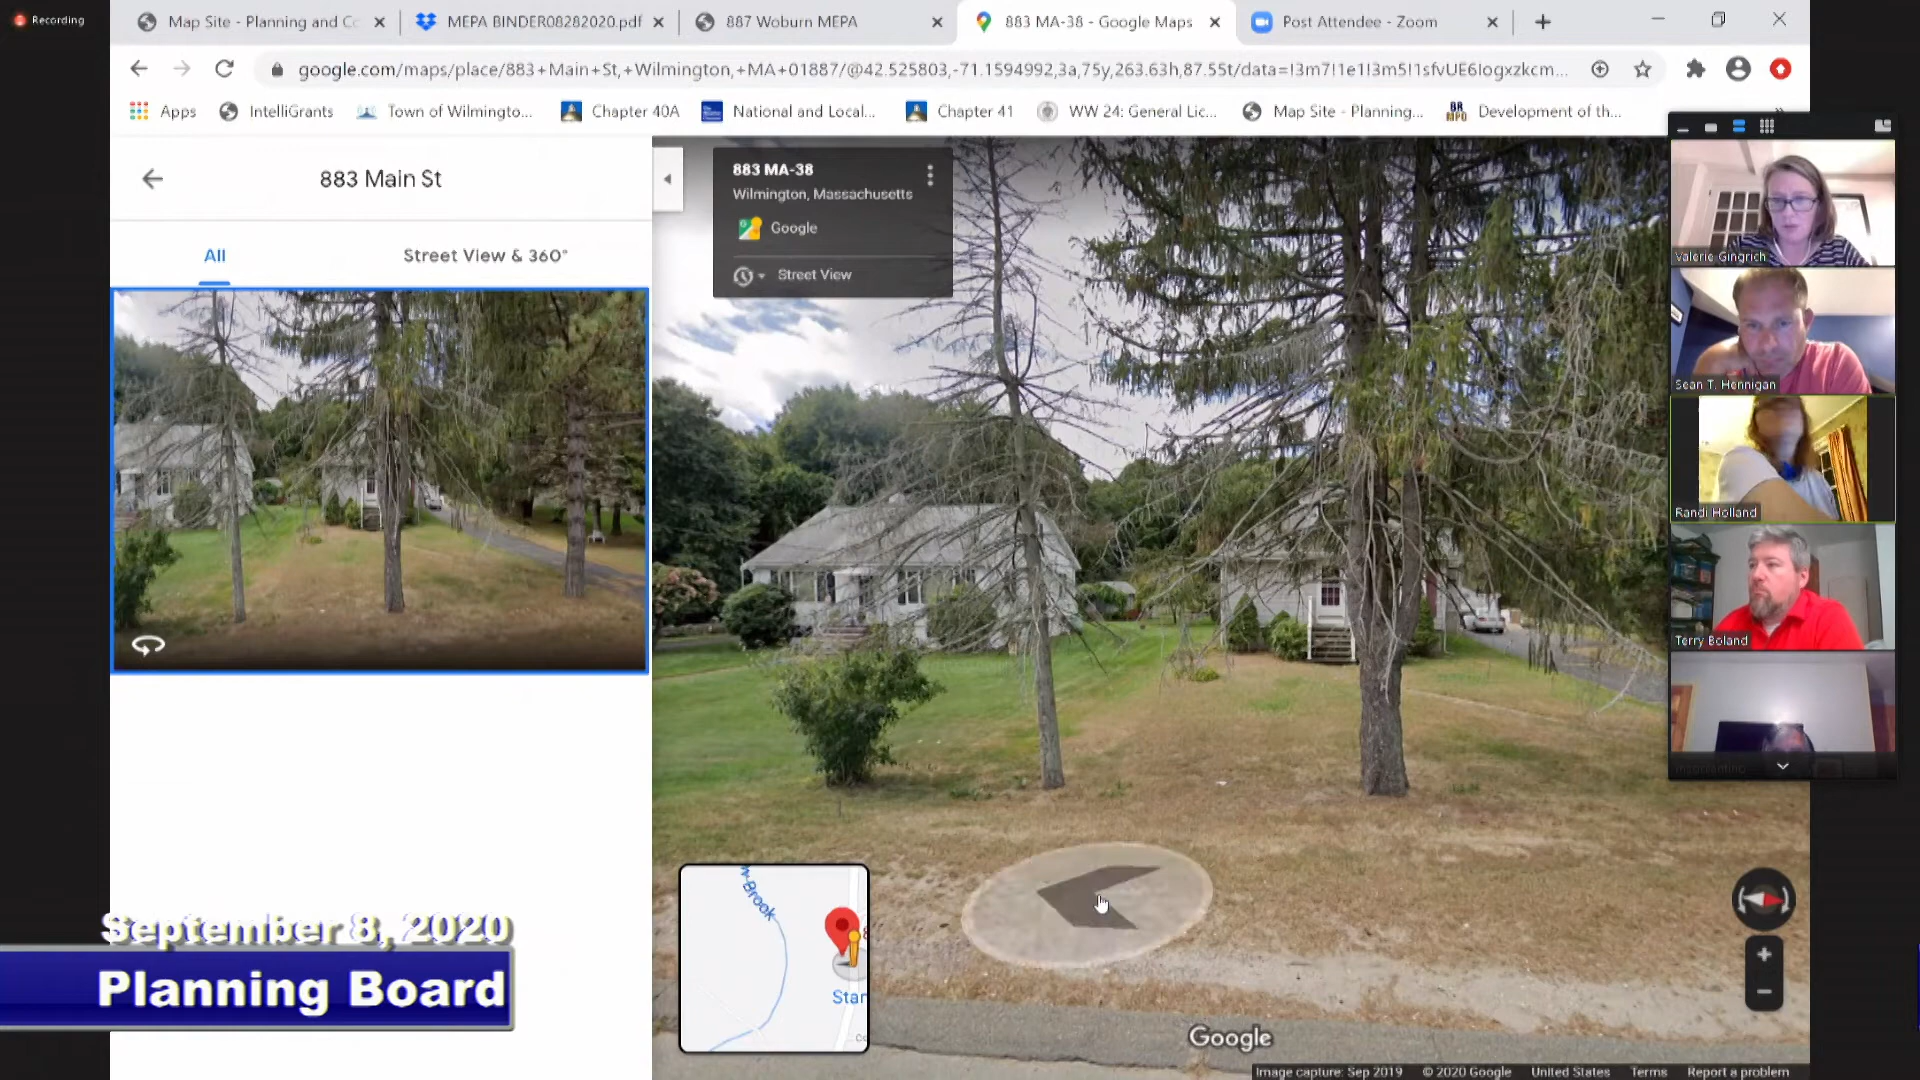 Recording
Map Site - Planning and Co
MEPA BINDER08282020.pdf
887 Woburn MEPA
883 MA-38 - Google Maps
Post Attendee - Zoom
google.com/maps/place/883+Main+St,+Wilmington,+MA+01887/@42.525803,-71.1594992,3a,75y,263.63h,87.55t/data=!3m7!1e1!3m5!1sfvUE6Iogxzkcm...
Apps
IntelliGrants
Town of Wilmingto...
Chapter 40A
National and Local...
Chapter 41
WW 24: General Lic...
Map Site - Planning...
Development of th...
883 Main St
All
Street View & 360°
883 MA-38
Wilmington, Massachusetts
Google
Street View
Valerie Gingrich
Sean T. Hennigan
Randi Holland
Terry Boland
w Brook
Star
September 8, 2020
Planning Board
Google
Image capture: Sep 2019 © 2020 Google United States Terms Report a problem